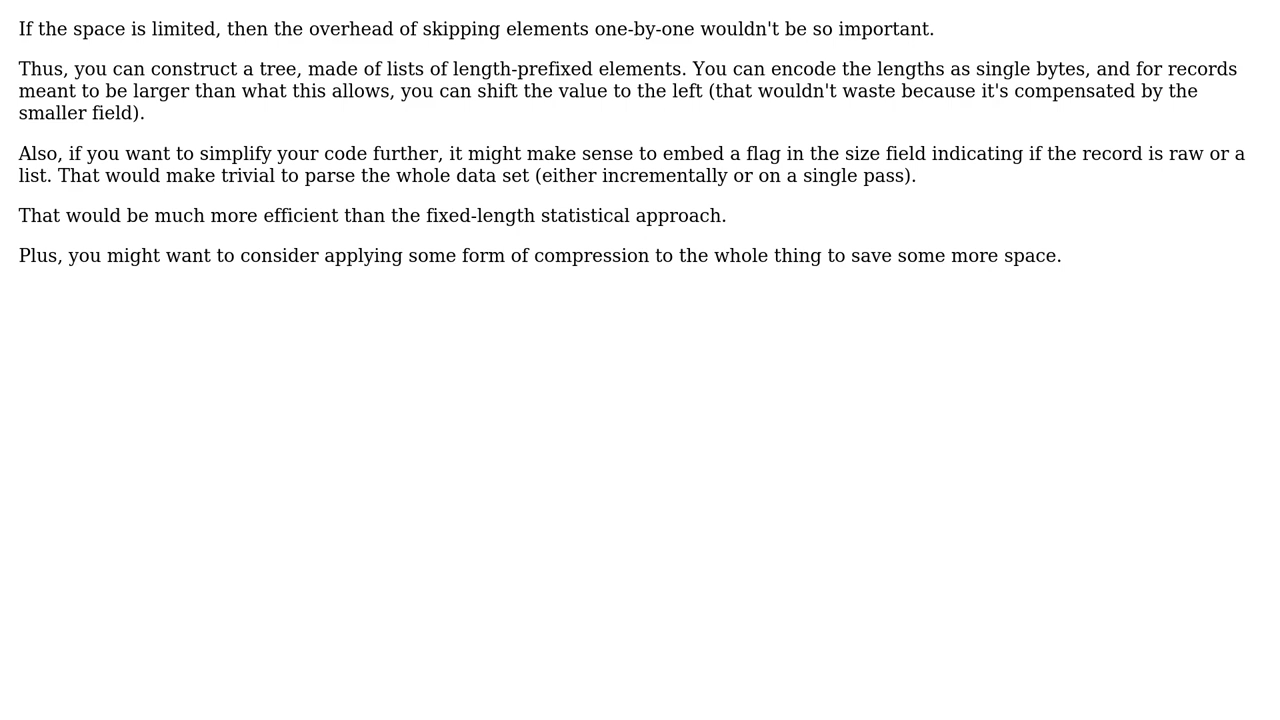 If the space is limited, then the overhead of skipping elements one-by-one wouldn't be so important.
Thus, you can construct a tree, made of lists of length-prefixed elements. You can encode the lengths as single bytes, and for records
meant to be larger than what this allows, you can shift the value to the left (that wouldn't waste because it's compensated by the
smaller field).
Also, if you want to simplify your code further, it might make sense to embed a flag in the size field indicating if the record is raw or a
list. That would make trivial to parse the whole data set (either incrementally or on a single pass).
That would be much more efficient than the fixed-length statistical approach.
Plus, you might want to consider applying some form of compression to the whole thing to save some more space.